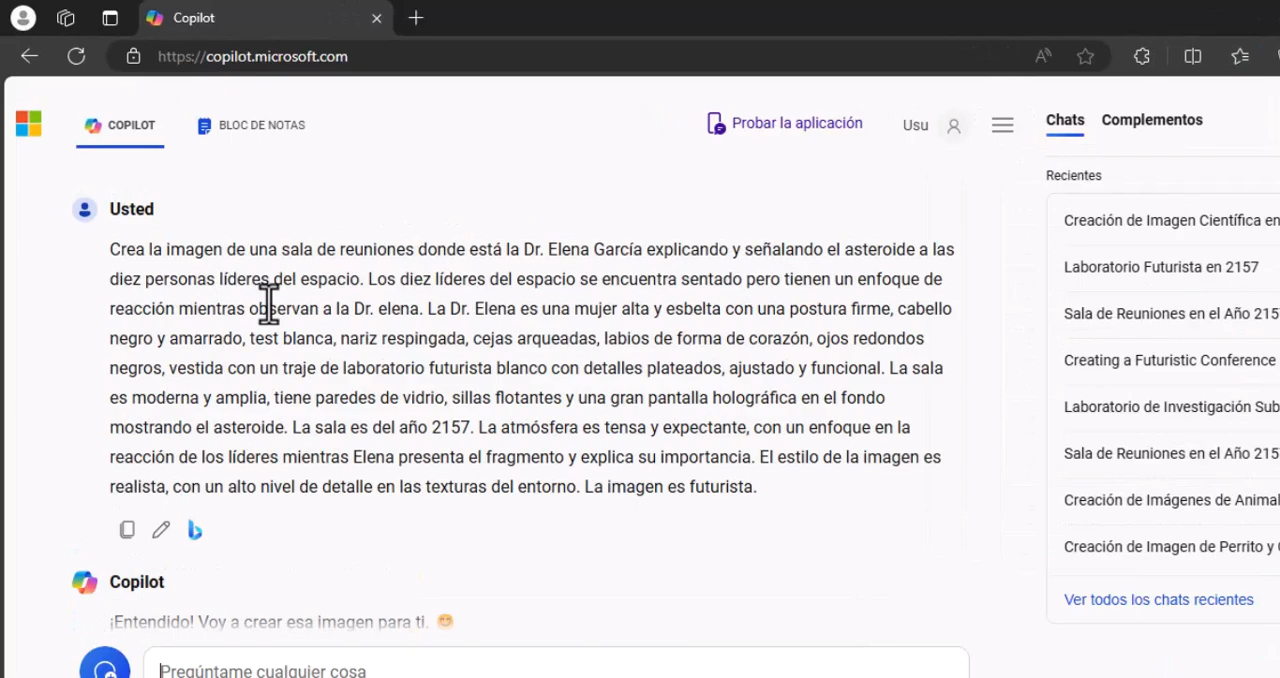 Copilot
https://copilot.microsoft.com
COPILOT
BLOC DE NOTAS
Probar la aplicación
Usu
Chats
Complementos
Recientes
Creación de Imagen Científica en
Laboratorio Futurista en 2157
Sala de Reuniones en el Año 215
Creating a Futuristic Conference
Laboratorio de Investigación Sub
Sala de Reuniones en el Año 215
Creación de Imágenes de Animal
Creación de Imagen de Perrito y
Ver todos los chats recientes
Usted
Crea la imagen de una sala de reuniones donde está la Dr. Elena García explicando y señalando el asteroide a las
diez personas líderes del espacio. Los diez líderes del espacio se encuentra sentado pero tienen un enfoque de
reacción mientras observan a la Dr. elena. La Dr. Elena es una mujer alta y esbelta con una postura firme, cabello
negro y amarrado, test blanca, nariz respingada, cejas arqueadas, labios de forma de corazón, ojos redondos
negros, vestida con un traje de laboratorio futurista blanco con detalles plateados, ajustado y funcional. La sala
es moderna y amplia, tiene paredes de vidrio, sillas flotantes y una gran pantalla holográfica en el fondo
mostrando el asteroide. La sala es del año 2157. La atmósfera es tensa y expectante, con un enfoque en la
reacción de los líderes mientras Elena presenta el fragmento y explica su importancia. El estilo de la imagen es
realista, con un alto nivel de detalle en las texturas del entorno. La imagen es futurista.
Copilot
¡Entendido! Voy a crear esa imagen para ti. 😊
Pregúntame cualquier cosa